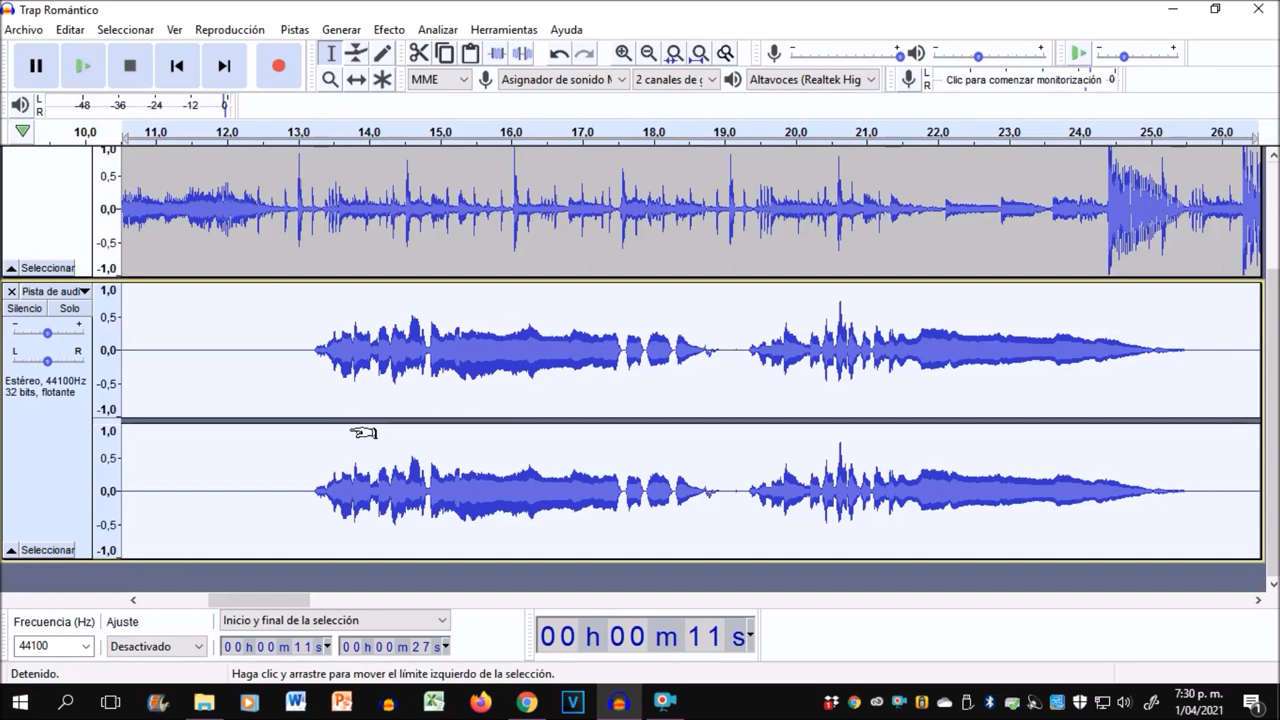 Trap Romántico
Archivo Editar Seleccionar Ver Reproducción Pistas Generar Efecto Analizar Herramientas Ayuda
MME Asignador de sonido M 2 canales de g Altavoces (Realtek Hig L R Clic para comenzar monitorización 0
L R -48 -36 -24 -12 0
10,0 11,0 12,0 13,0 14,0 15,0 16,0 17,0 18,0 19,0 20,0 21,0 22,0 23,0 24,0 25,0 26,0
1,0
0,5
0,0
-0,5
Seleccionar -1,0
Pista de audi 1,0
Silencio Solo
0,5
- +
L R 0,0
Estéreo, 44100Hz -0,5
32 bits, flotante
-1,0
1,0
0,5
0,0
-0,5
Seleccionar -1,0
Frecuencia (Hz) Ajuste Inicio y final de la selección
44100 Desactivado 00 h 00 m 11 s 00 h 00 m 27 s 00 h 00 m 11 s
Detenido. Haga clic y arrastre para mover el límite izquierdo de la selección.
7:30 p. m.
1/04/2021